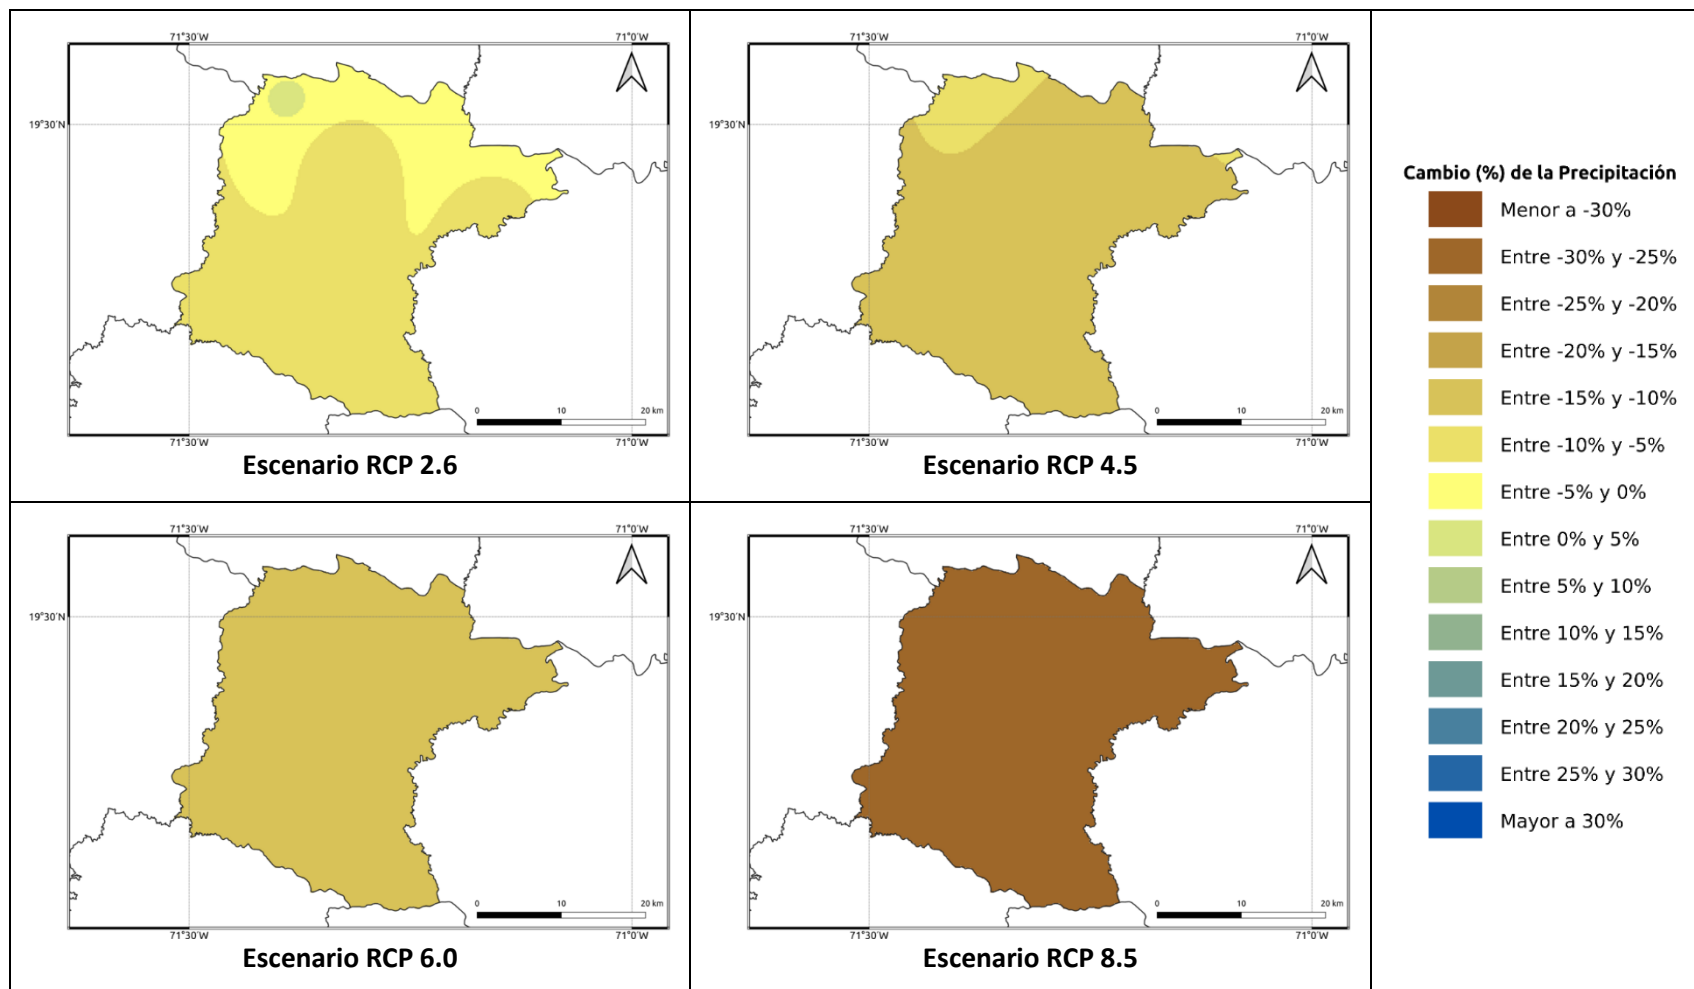 71°30'W 71°0'W
19°30'N
0 10 20 km
71°30'W 71°0'W
Escenario RCP 2.6
71°30'W 71°0'W
19°30'N
0 10 20 km
71°30'W 71°0'W
Escenario RCP 4.5
71°30'W 71°0'W
19°30'N
0 10 20 km
71°30'W 71°0'W
Escenario RCP 6.0
71°30'W 71°0'W
19°30'N
0 10 20 km
71°30'W 71°0'W
Escenario RCP 8.5
Cambio (%) de la Precipitación
Menor a -30%
Entre -30% y -25%
Entre -25% y -20%
Entre -20% y -15%
Entre -15% y -10%
Entre -10% y -5%
Entre -5% y 0%
Entre 0% y 5%
Entre 5% y 10%
Entre 10% y 15%
Entre 15% y 20%
Entre 20% y 25%
Entre 25% y 30%
Mayor a 30%